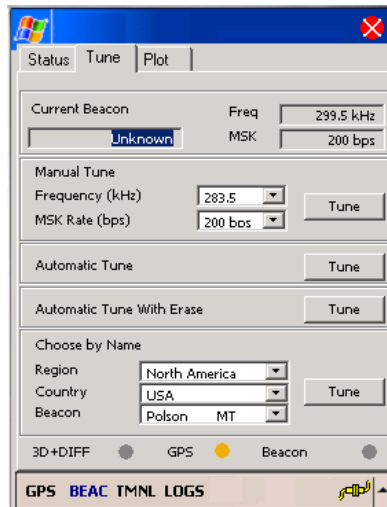 Status Tune Plot
Current Beacon Freq 299.5 kHz
Unknown MSK 200 bps
Manual Tune
Frequency (kHz) 283.5
MSK Rate (bps) 200 bps Tune
Automatic Tune Tune
Automatic Tune With Erase Tune
Choose by Name
Region North America
Country USA Tune
Beacon Polson MT
3D+DIFF GPS Beacon
GPS BEAC TMNL LOGS